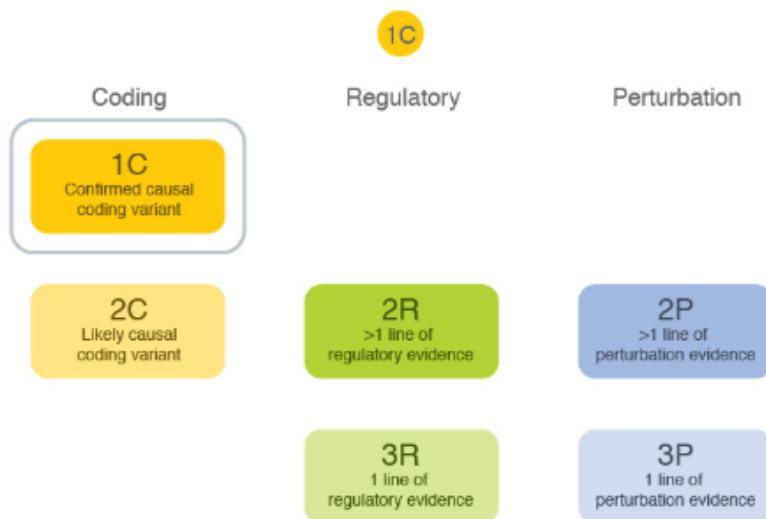 1C
Coding
Regulatory
Perturbation
1C
Confirmed causal
coding variant
2C
Likely causal
coding variant
2R
>1 line of
regulatory evidence
2P
>1 line of
perturbation evidence
3R
1 line of
regulatory evidence
3P
1 line of
perturbation evidence